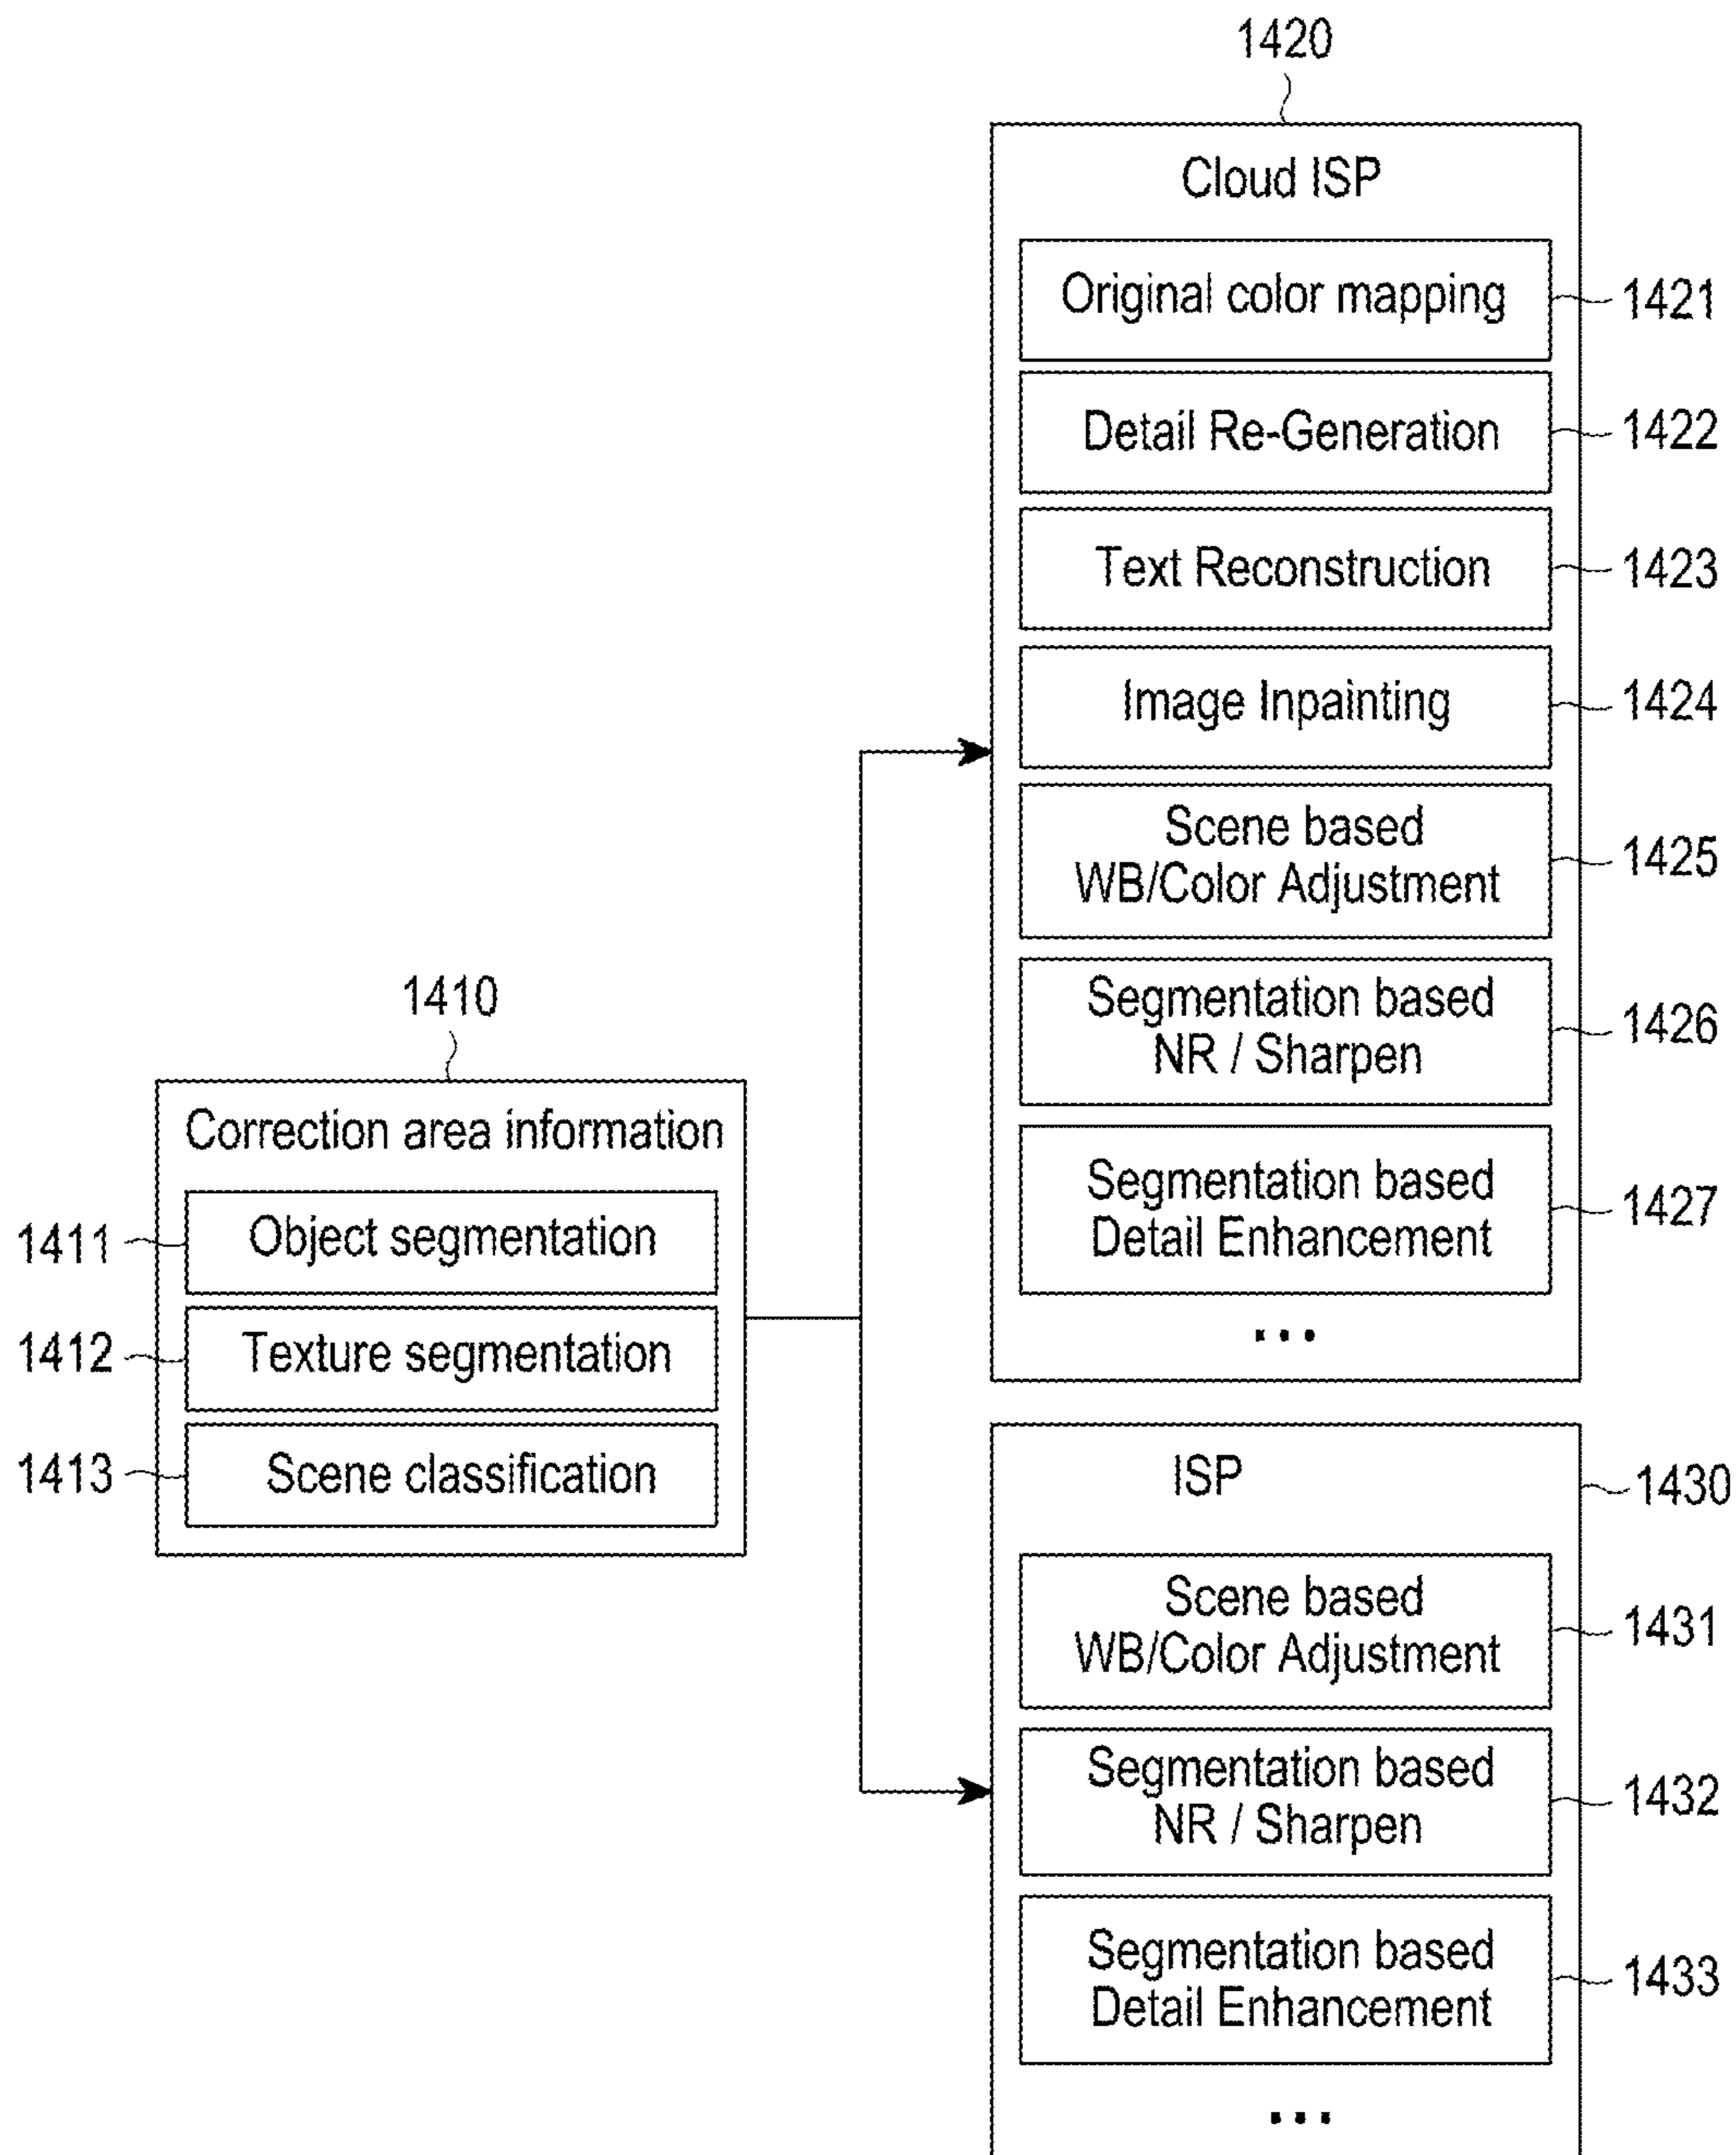 1420
Cloud ISP
Original color mapping
1421
Detail Re-Generation
1422
Text Reconstruction
1423
Image Inpainting
1424
Scene based
WB/Color Adjustment
1425
Segmentation based
NR / Sharpen
1426
Segmentation based
Detail Enhancement
1427
...
1410
Correction area information
1411
Object segmentation
1412
Texture segmentation
1413
Scene classification
ISP
1430
Scene based
WB/Color Adjustment
1431
Segmentation based
NR / Sharpen
1432
Segmentation based
Detail Enhancement
1433
...